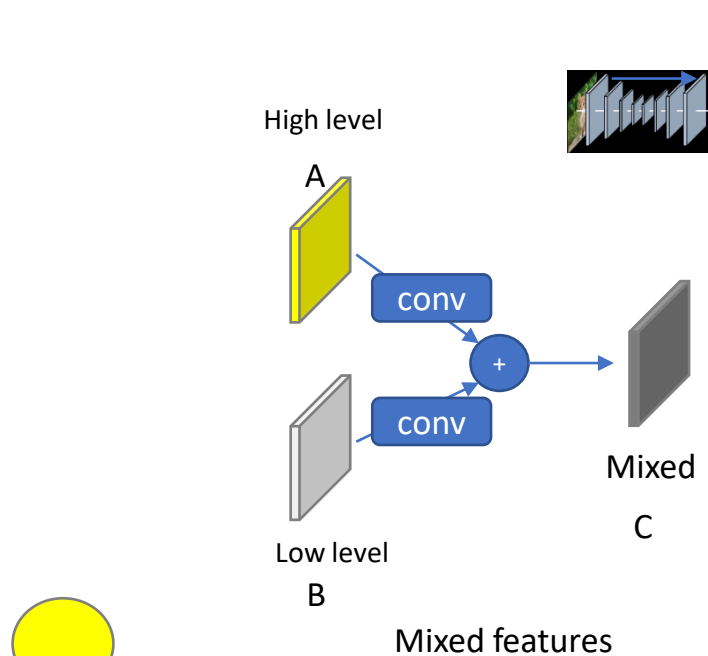 High level
A
conv
+
conv
Mixed
C
Low level
B
Mixed features